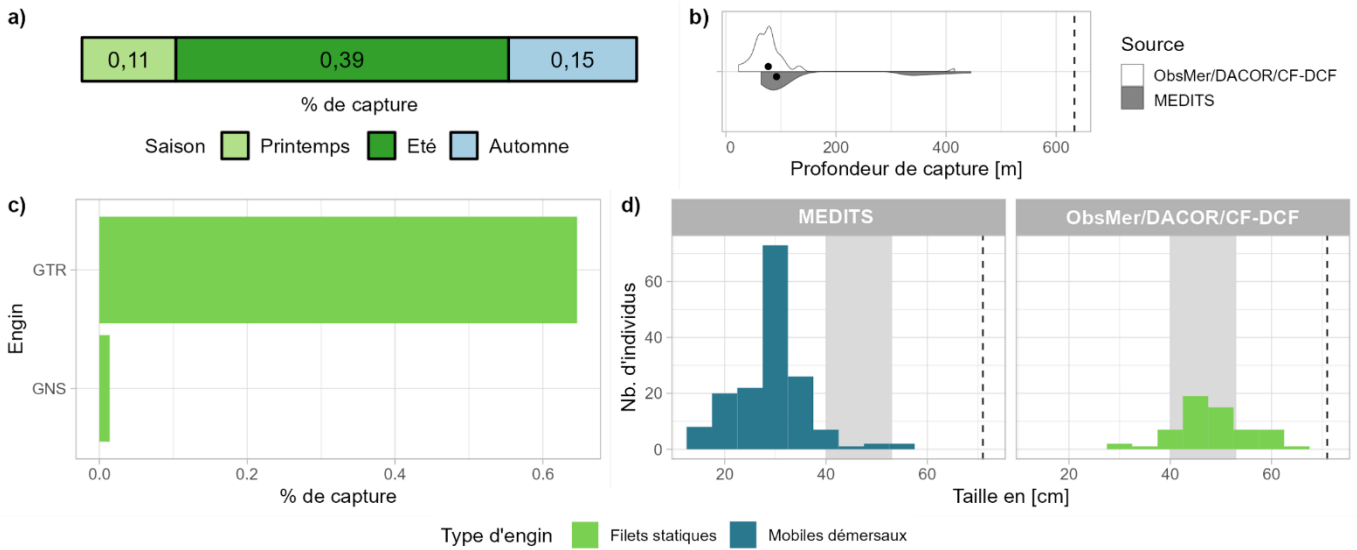 a)
0,11 0,39 0,15
% de capture
Saison Printemps Eté Automne
b)
0 200 400 600
Profondeur de capture [m]
Source
ObsMer/DACOR/CF-DCF
MEDITS
c)
Engin
GTR
GNS
0.0 0.2 0.4 0.6
% de capture
d)
MEDITS ObsMer/DACOR/CF-DCF
Nb. d'individus
60
40
20
0
20 40 60 20 40 60
Taille en [cm]
Type d'engin Filets statiques Mobiles démersaux